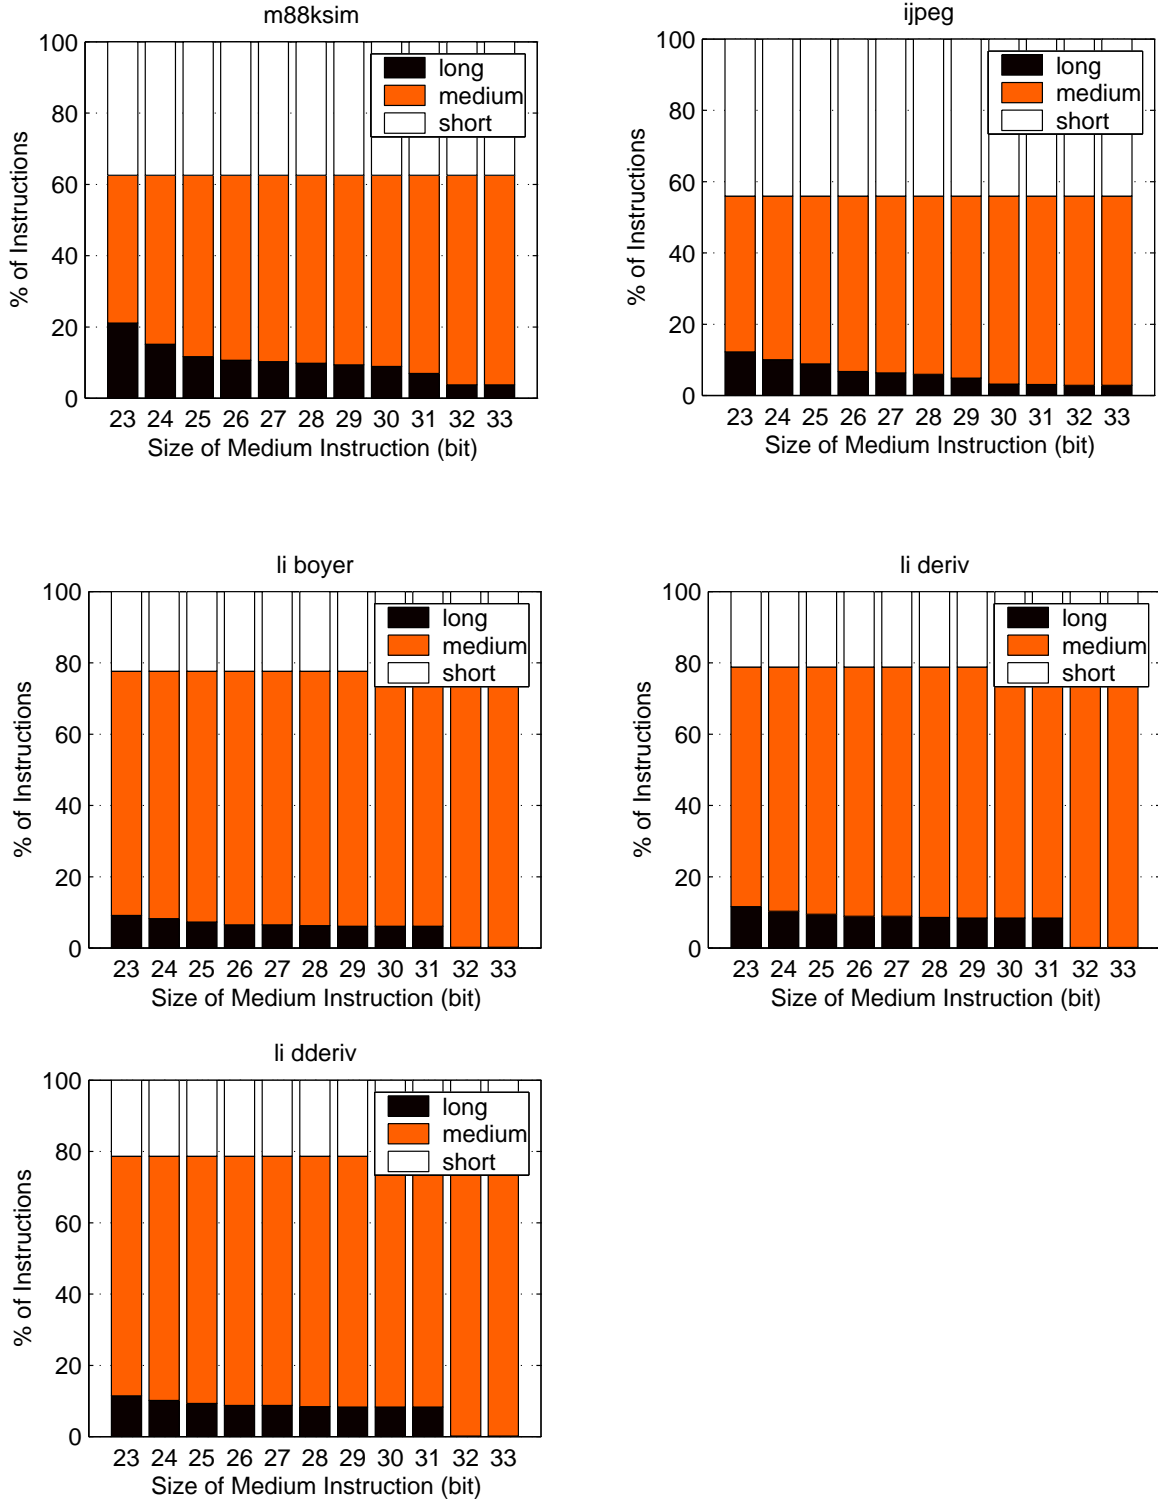 m88ksim
100
80
60
40
20
0
% of Instructions
long
medium
short
23 24 25 26 27 28 29 30 31 32 33
Size of Medium Instruction (bit)
ijpeg
100
80
60
40
20
0
% of Instructions
long
medium
short
23 24 25 26 27 28 29 30 31 32 33
Size of Medium Instruction (bit)
li boyer
100
80
60
40
20
0
% of Instructions
long
medium
short
23 24 25 26 27 28 29 30 31 32 33
Size of Medium Instruction (bit)
li deriv
100
80
60
40
20
0
% of Instructions
long
medium
short
23 24 25 26 27 28 29 30 31 32 33
Size of Medium Instruction (bit)
li dderiv
100
80
60
40
20
0
% of Instructions
long
medium
short
23 24 25 26 27 28 29 30 31 32 33
Size of Medium Instruction (bit)